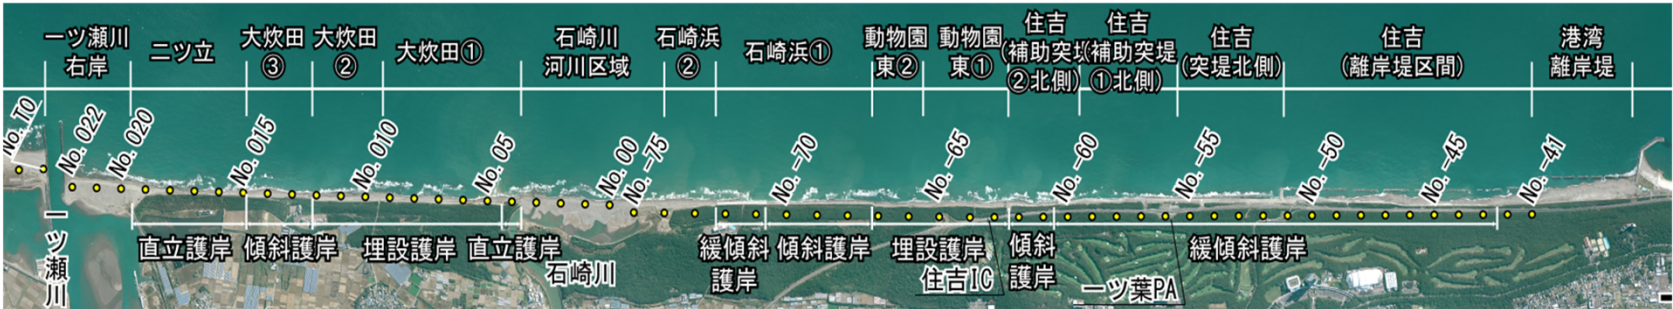 一ツ瀬川
右岸
二ツ立
大炊田
③
大炊田
②
大炊田①
石崎川
河川区域
石崎浜
②
石崎浜①
動物園
東②
動物園
東①
住吉
(補助突堤
②北側)
住吉
(補助突堤
①北側)
住吉
(突堤北側)
住吉
(離岸堤区間)
港湾
離岸堤
No. T0
No. 022
No. 020
No. 015
No. 010
No. 05
No. 00
No. -75
No. -70
No. -65
No. -60
No. -55
No. -50
No. -45
No. -41
直立護岸
傾斜護岸
埋設護岸
直立護岸
緩傾斜
護岸
傾斜護岸
埋設護岸
傾斜
護岸
緩傾斜護岸
一ツ瀬川
石崎川
住吉IC
一ツ葉PA